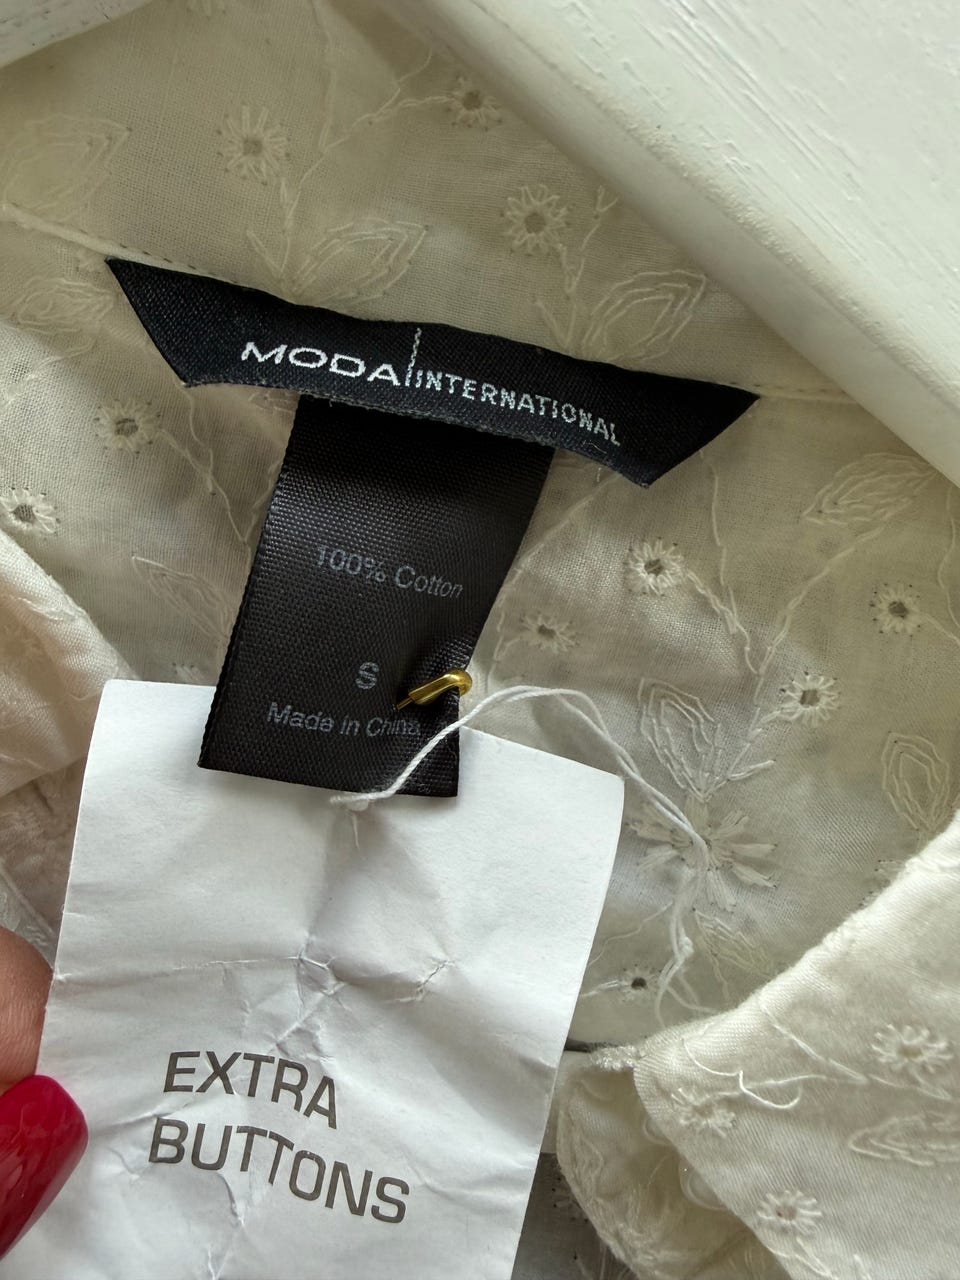 MODA INTERNATIONAL
100% Cotton
S
Made in China
EXTRA
BUTTONS